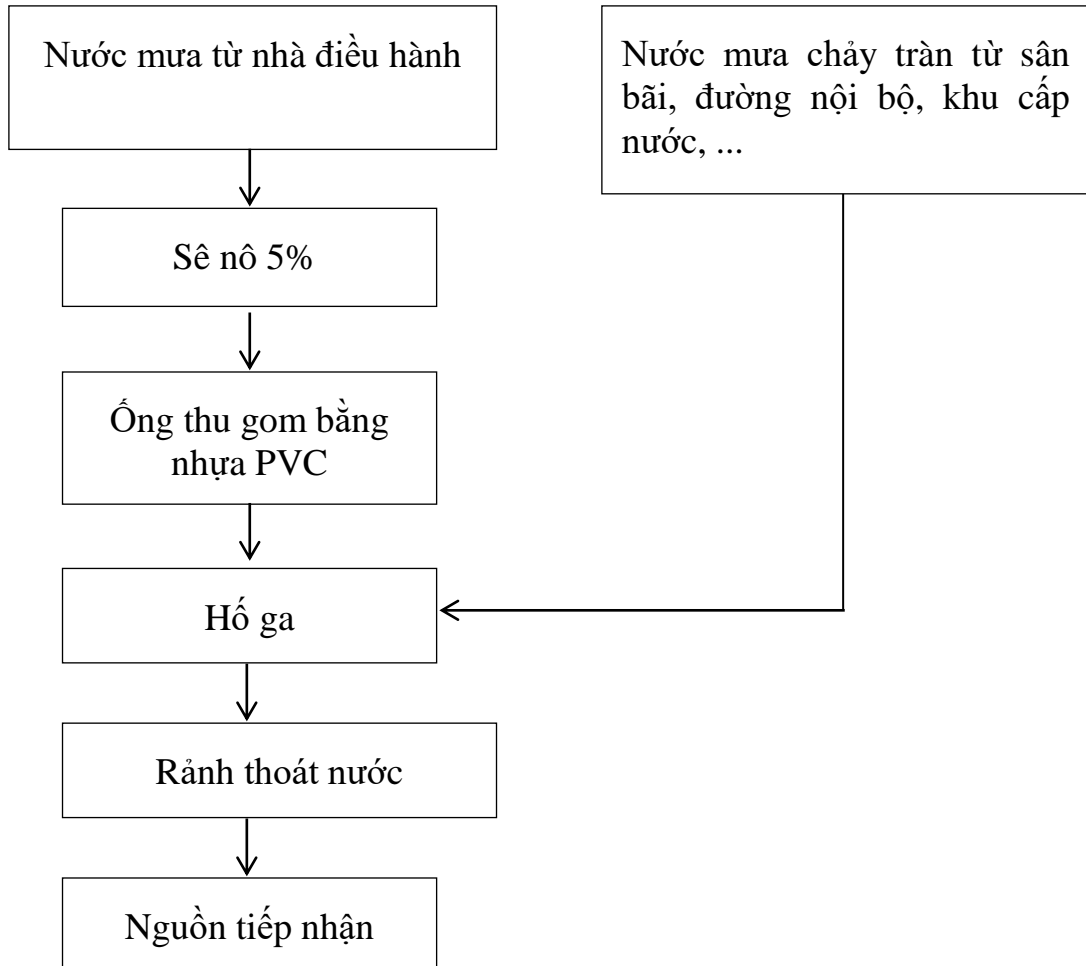 Nước mưa từ nhà điều hành
Nước mưa chảy tràn từ sân
bãi, đường nội bộ, khu cấp
nước, ...
Sê nô 5%
Ống thu gom bằng
nhựa PVC
Hố ga
Rảnh thoát nước
Nguồn tiếp nhận